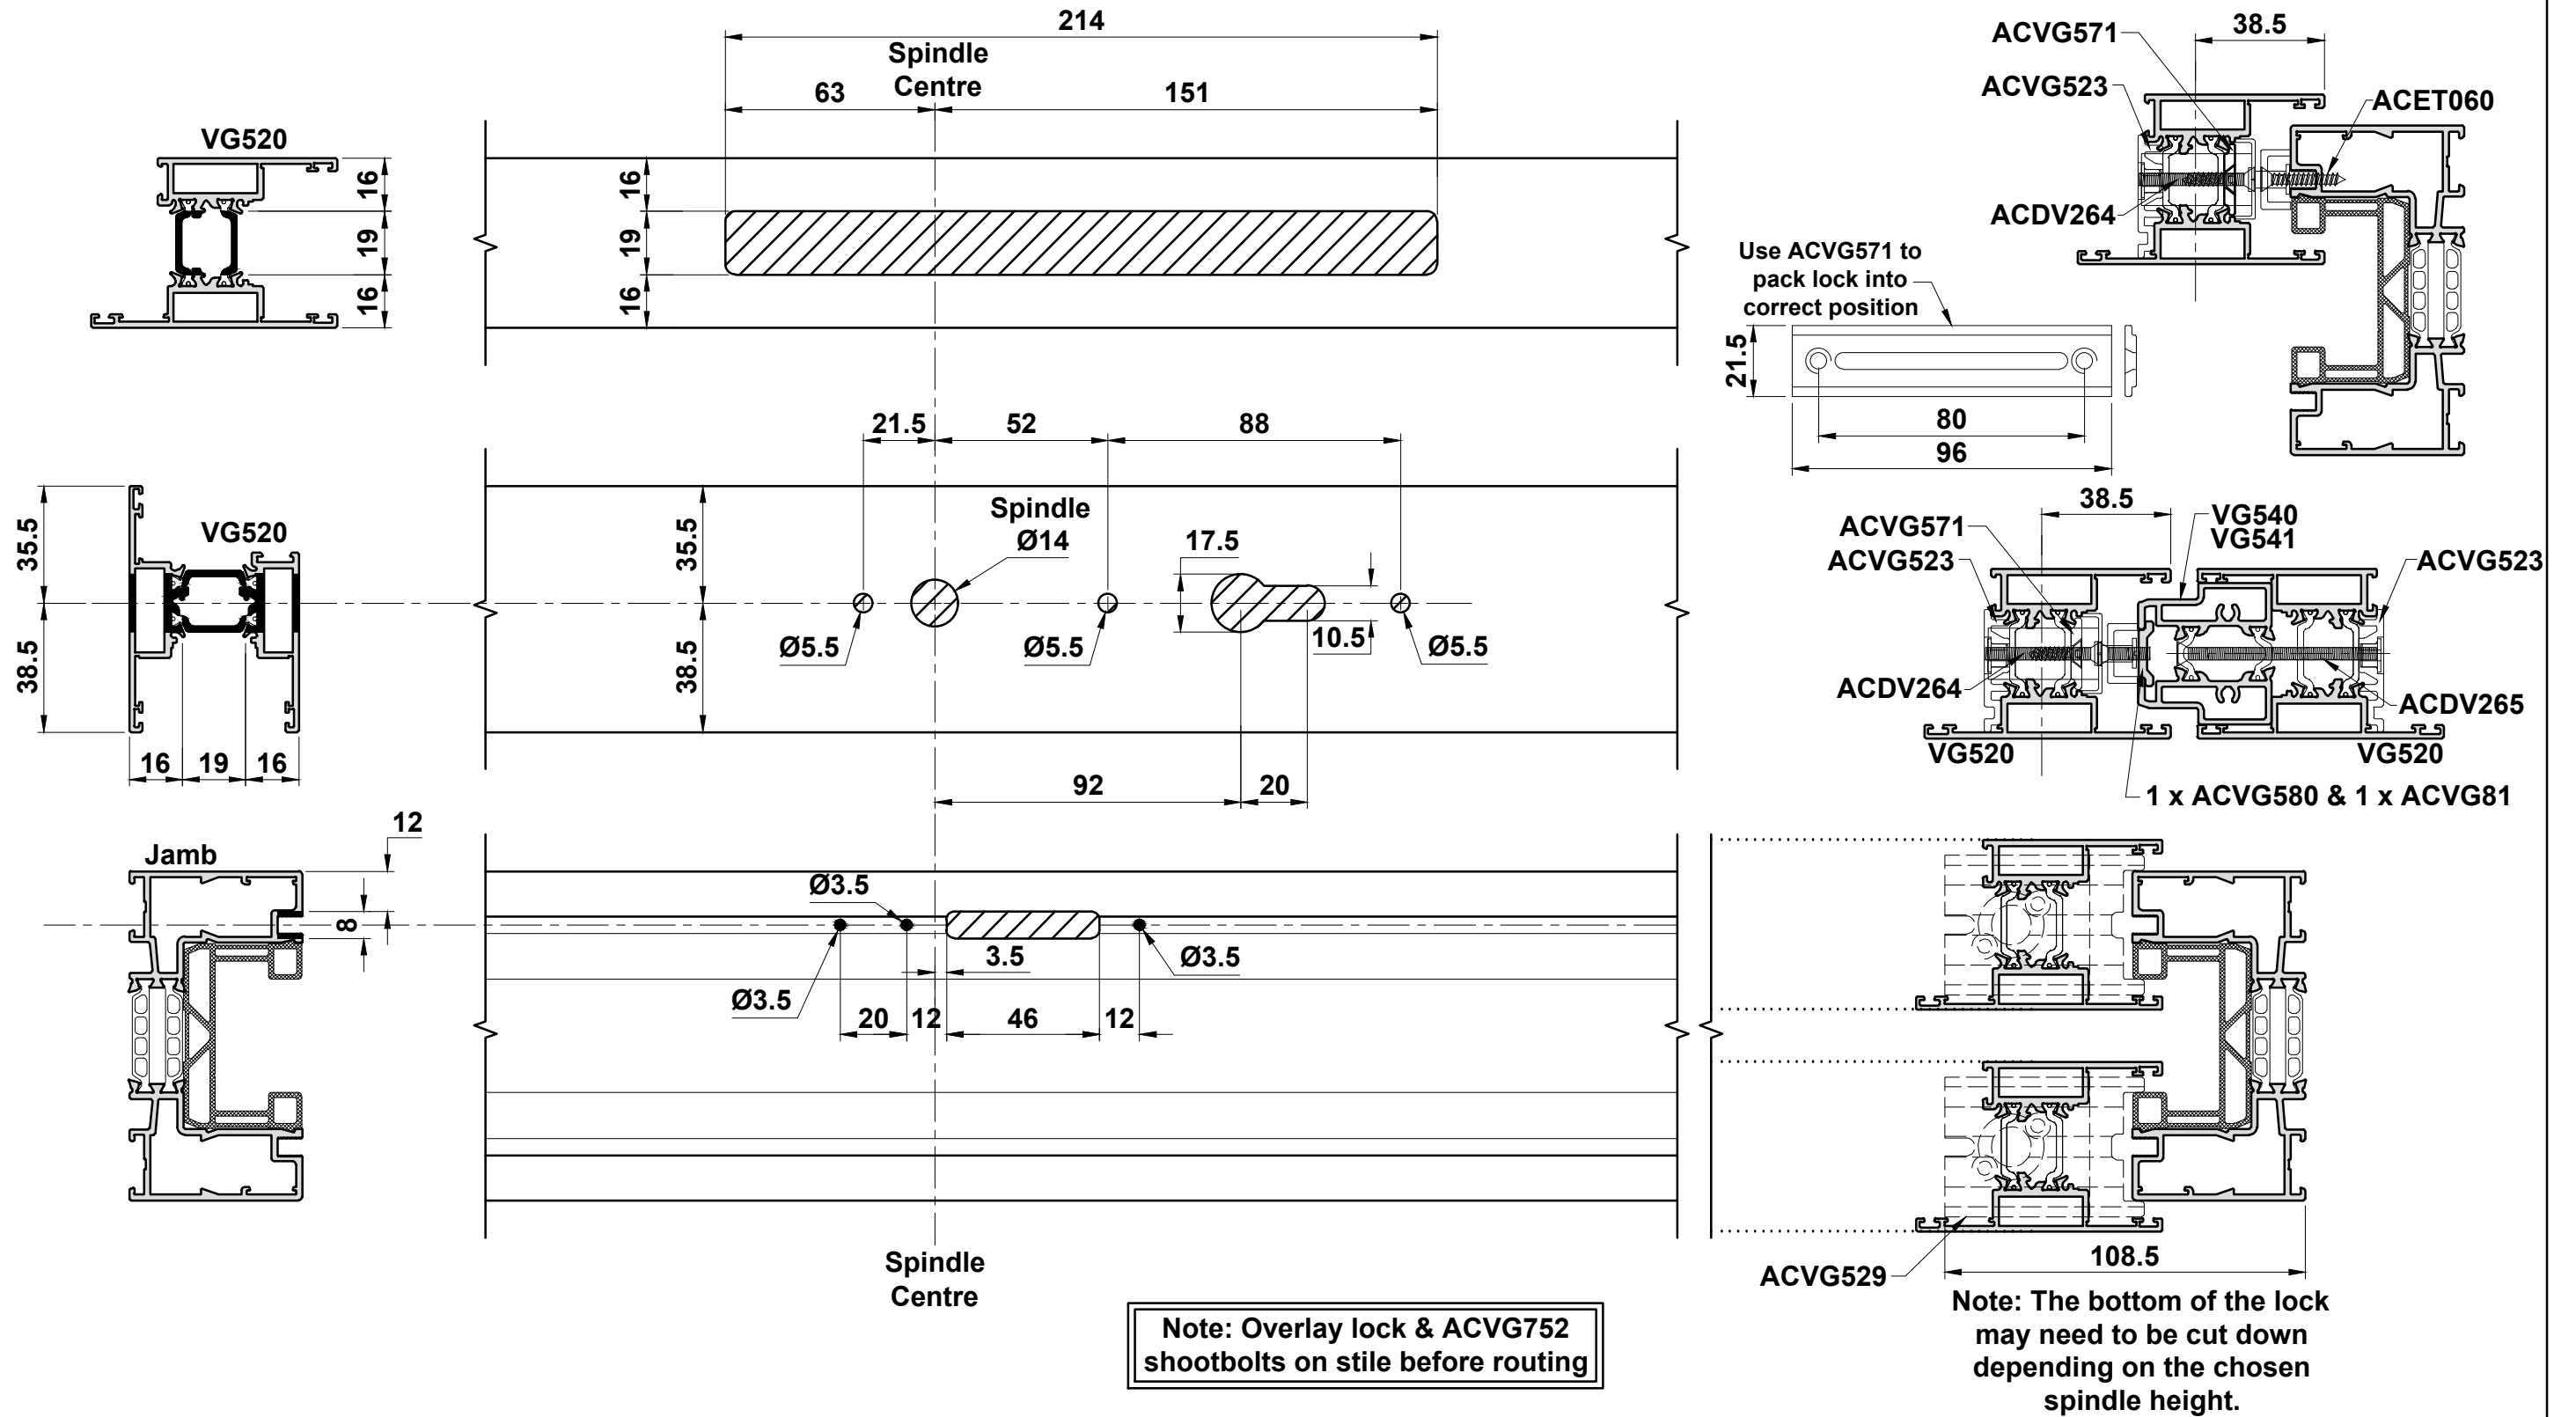 214
Spindle
Centre
63
151
VG520
16
19
16
16
19
16
ACVG571
38.5
ACVG523
ACET060
ACDV264
Use ACVG571 to
pack lock into
correct position
21.5
80
96
21.5
52
88
35.5
VG520
38.5
16
19
16
35.5
38.5
Spindle
Ø14
17.5
10.5
Ø5.5
Ø5.5
Ø5.5
92
20
38.5
VG540
VG541
ACVG571
ACVG523
ACVG523
ACDV264
ACDV265
VG520
VG520
1 x ACVG580 & 1 x ACVG81
12
Jamb
8
Ø3.5
3.5
Ø3.5
Ø3.5
20
12
46
12
Spindle
Centre
ACVG529
108.5
Note: Overlay lock & ACVG752
shootbolts on stile before routing
Note: The bottom of the lock
may need to be cut down
depending on the chosen
spindle height.